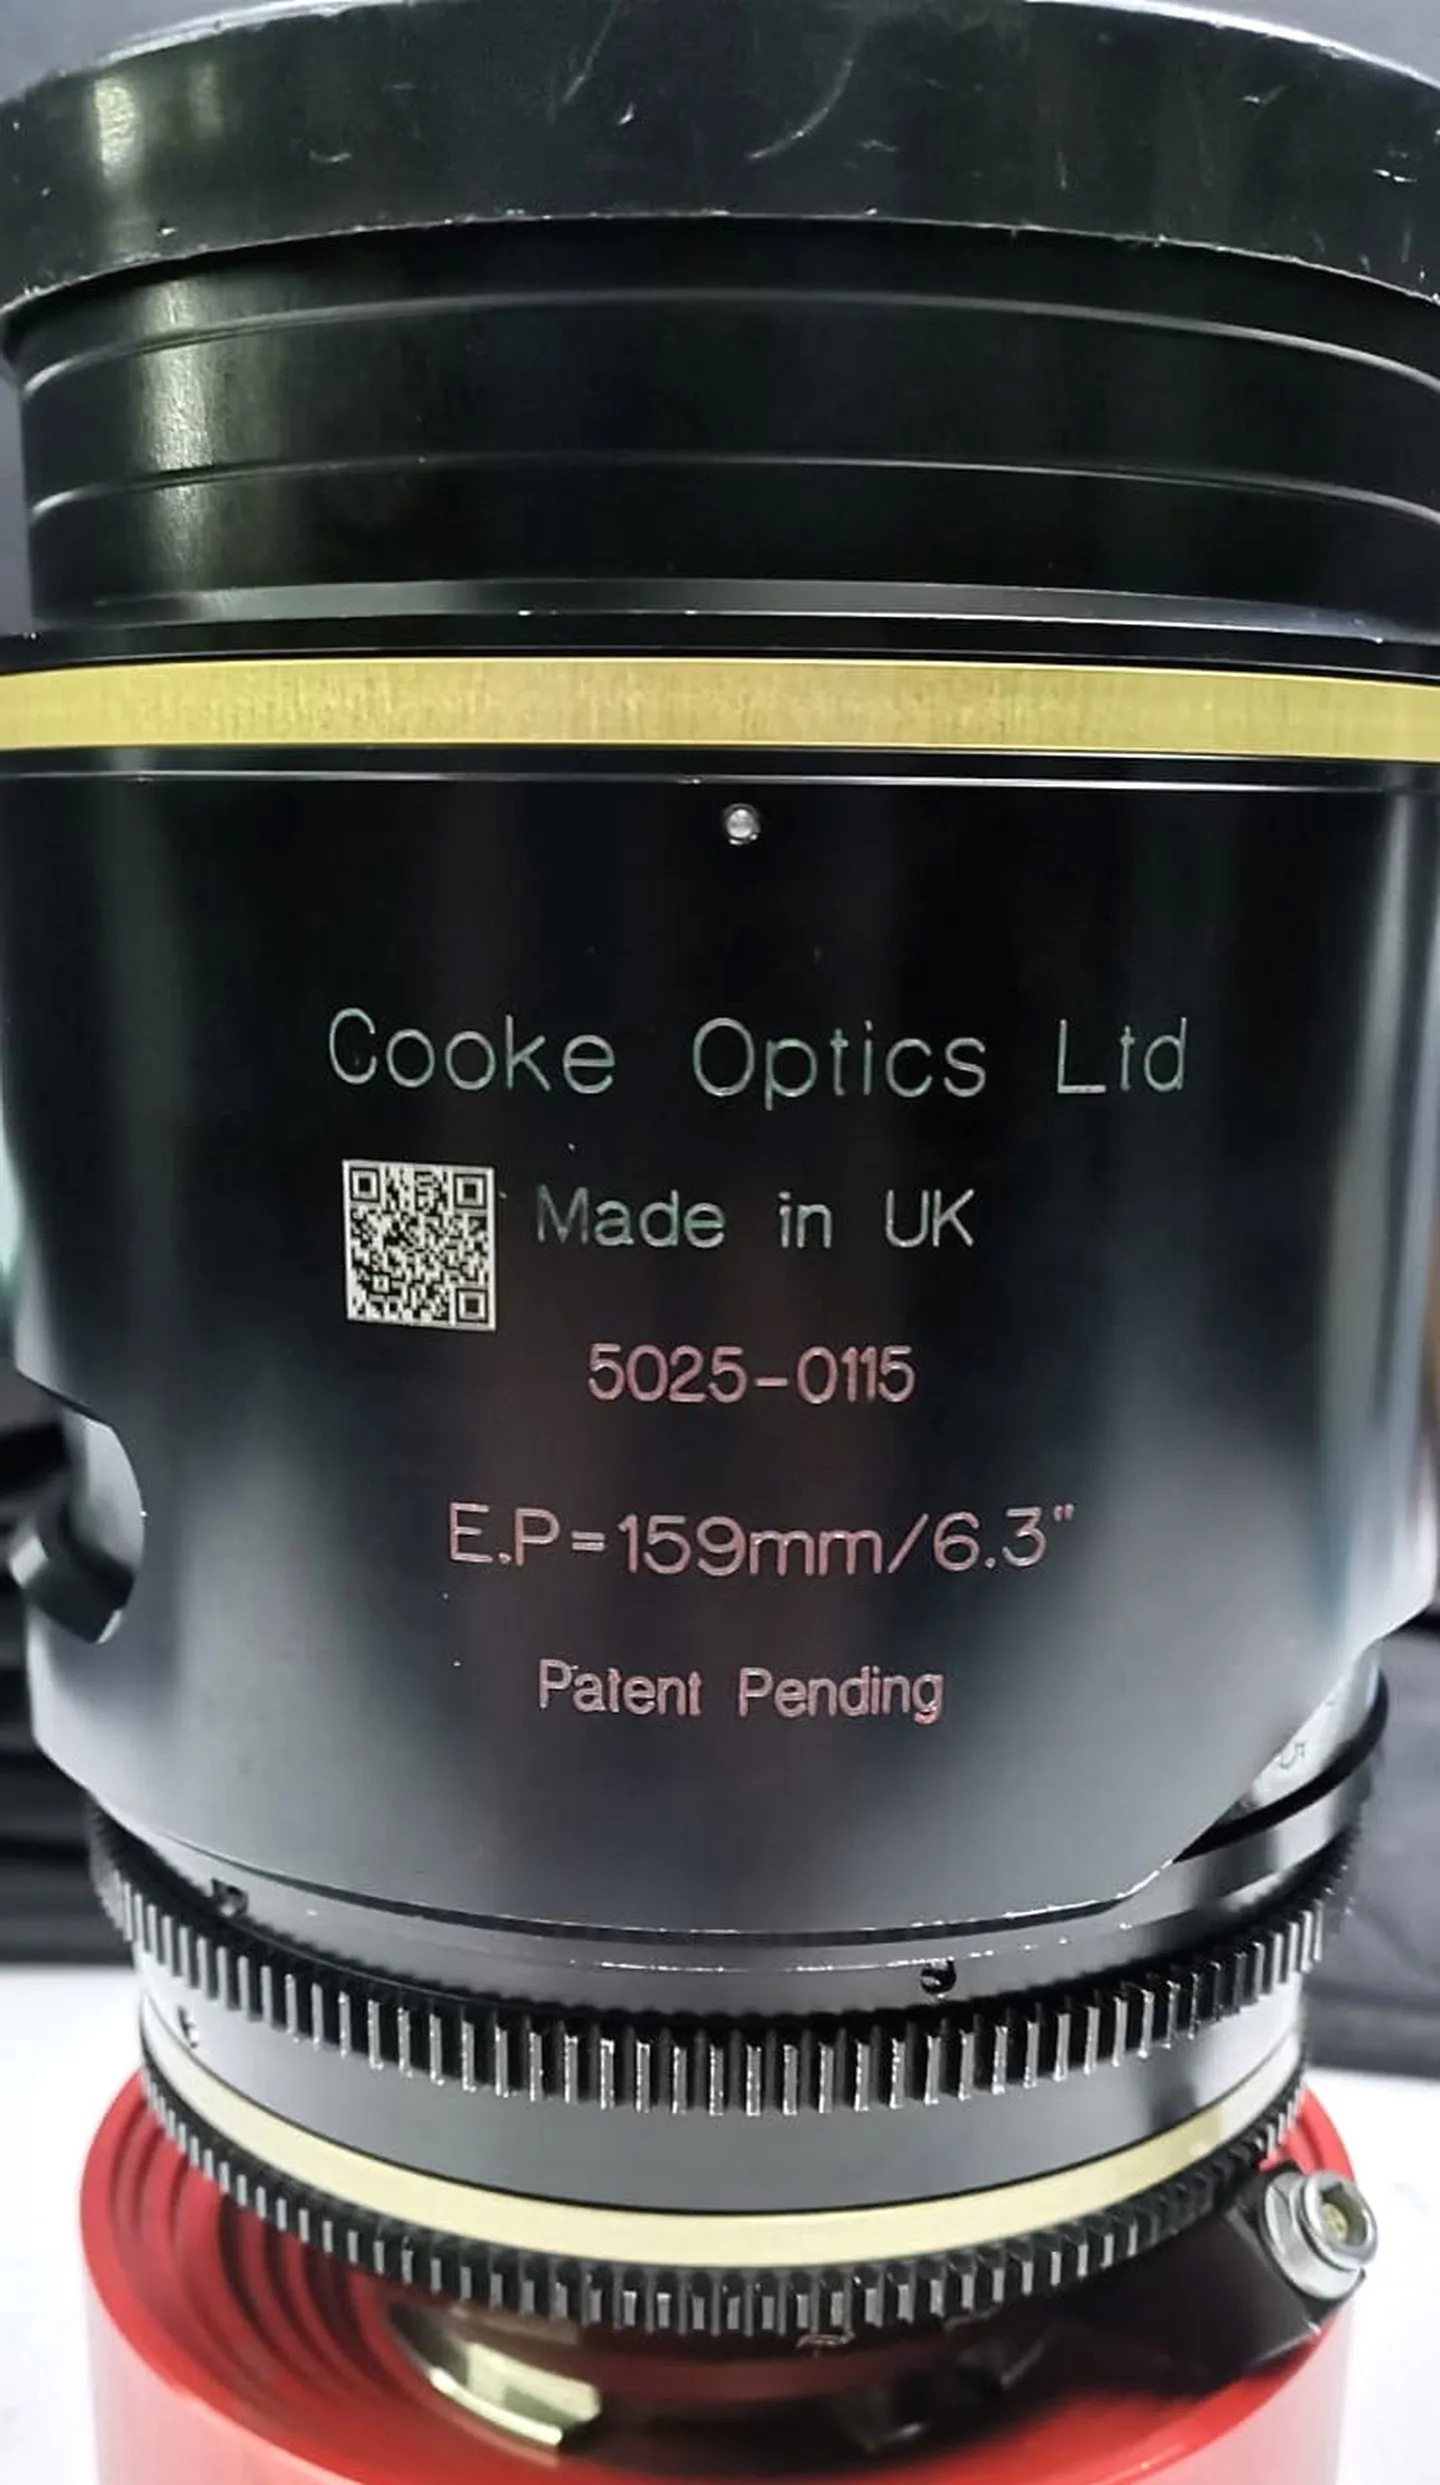 Cooke Optics Ltd
Made in UK
5025-0115
E.P=159mm/6.3"
Patent Pending